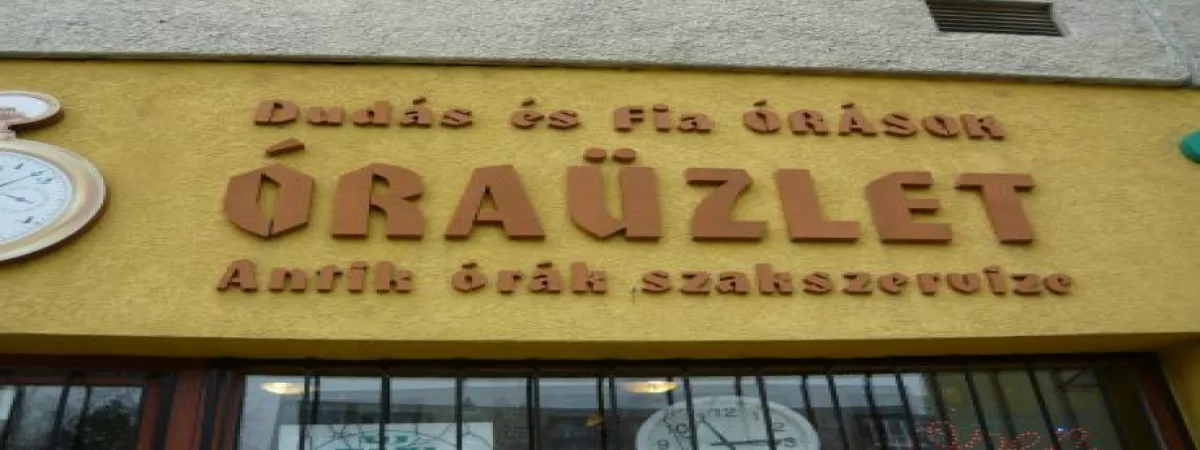 Dudás és Fia ÓRÁSOK
ÓRAÜZLET
Antik órák szakszervize